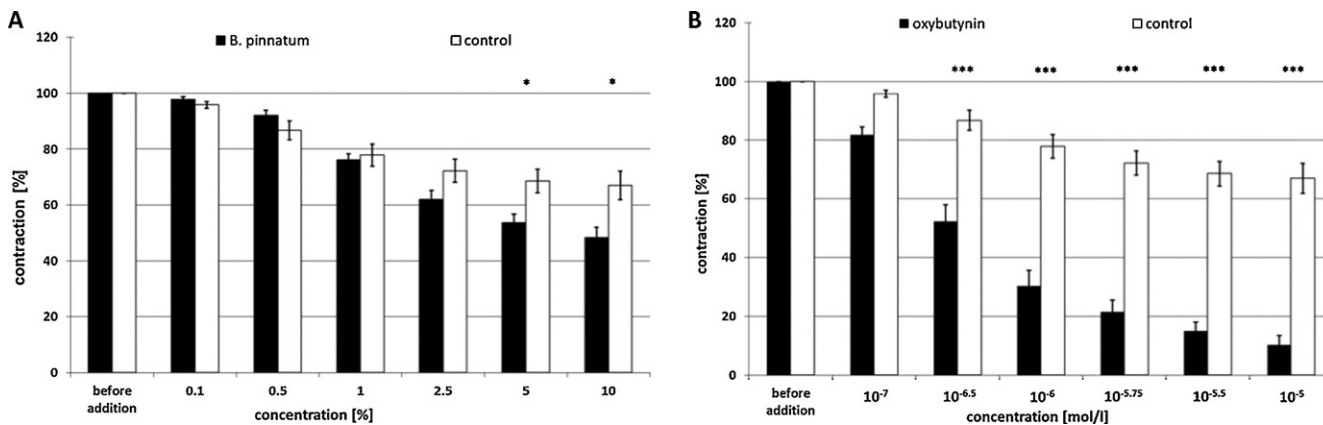 A
B. pinnatum control
120
* *
100
80
60
40
20
0
contraction [%]
before addition 0.1 0.5 1 2.5 5 10
concentration [%]
B
oxybutynin control
120
*** *** *** *** ***
100
80
60
40
20
0
contraction [%]
before addition 10-7 10-6.5 10-6 10-5.75 10-5.5 10-5
concentration [mol/l]